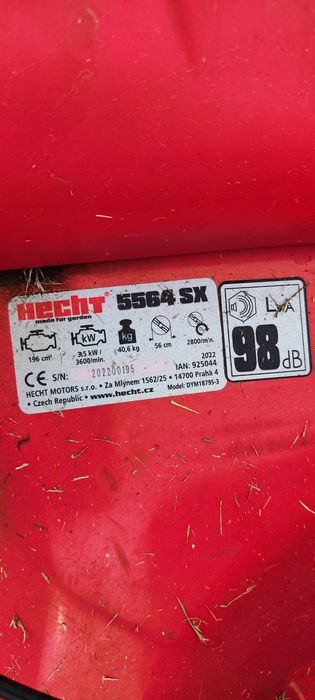 HECHT 5564 SX
made for garden
kW kg
196 cm³ 3,5 kW / 3600/min. 40,6 kg 56 cm 2800/min.
2022
CE S/N: 202200195 IAN: 925044
HECHT MOTORS s.r.o. • Za Mlýnem 1562/25 • 14700 Praha 4
• Czech Republic • www.hecht.cz Model: DYM1879S-3
LWA
98 dB